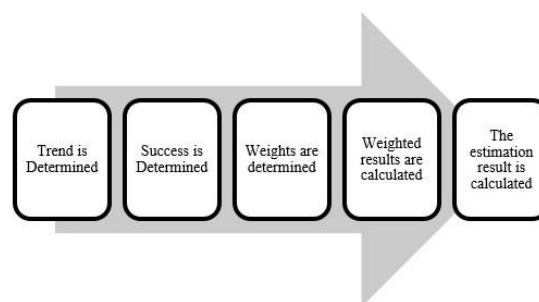 Trend is
Determined
Success is
Determined
Weights are
determined
Weighted
results are
calculated
The
estimation
result is
calculated